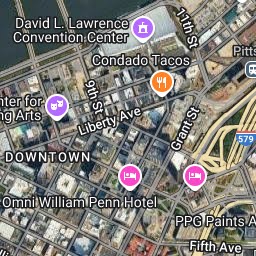 David L. Lawrence
Convention Center
11th St
Condado Tacos
Pitts
9th St
nter for
ng Arts
Liberty Ave
Grant St
579
DOWNTOWN
Omni William Penn Hotel
PPG Paints A
Fifth Ave